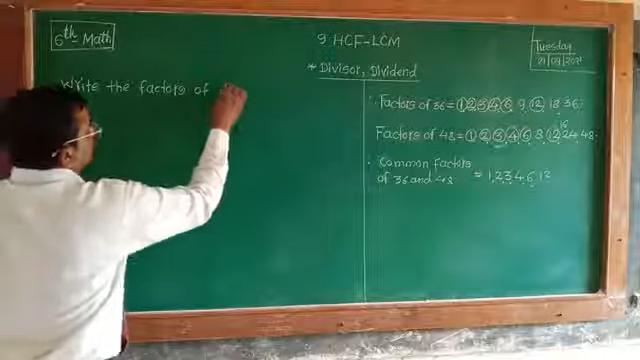 6th - Math
9 HCF-LCM
Tuesday
21/09/2021
* Divisor, Dividend
Write the factors of
Factors of 36 = 1, 2, 3, 4, 6, 9, 12, 18, 36.
Factors of 48 = 1, 2, 3, 4, 6, 8, 12, 16, 24, 48.
Common factors
of 36 and 48 = 1, 2, 3, 4, 6, 12